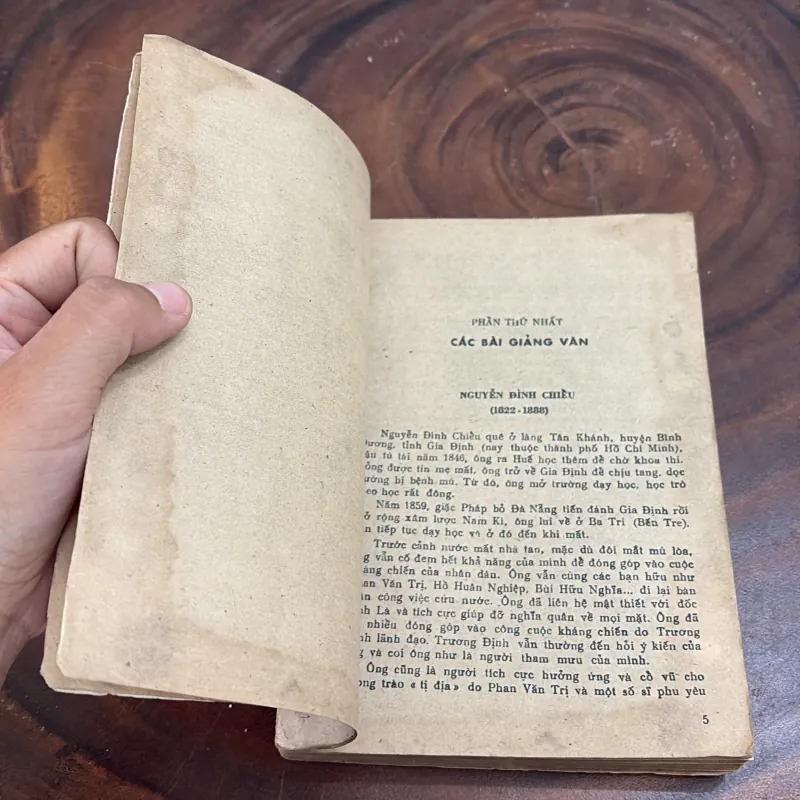 PHẦN THỨ NHẤT
CÁC BÀI GIẢNG VĂN
NGUYỄN ĐÌNH CHIỂU
(1822-1888)
Nguyễn Đình Chiểu quê ở làng Tân Khánh, huyện Bình
ương, tỉnh Gia Định (nay thuộc thành phố Hồ Chí Minh),
ậu tú tài năm 1846, ông ra Huế học thêm để chờ khoa thi.
ỗng được tin mẹ mất, ông trở về Gia Định để chịu tang, dọc
ường bị bệnh mù. Từ đó, ông mở trường dạy học, học trò
eo học rất đông.
Năm 1859, giặc Pháp bỏ Đà Nẵng tiến đánh Gia Định rồi
ở rộng xâm lược Nam Kì, ông lui về ở Ba Tri (Bến Tre).
n tiếp tục dạy học và ở đó đến khi mất.
Trước cảnh nước mất nhà tan, mặc dù đôi mắt mù lòa,
g vẫn cố đem hết khả năng của mình để đóng góp vào cuộc
áng chiến của nhân dân. Ông vẫn cùng các bạn hữu như
an Văn Trị, Hồ Huân Nghiệp, Bùi Hữu Nghĩa... đi lại bàn
n công việc cứu nước. Ông đã liên hệ mật thiết với đốc
nh Là và tích cực giúp đỡ nghĩa quân về mọi mặt. Ông đã
nhiều đóng góp vào công cuộc kháng chiến do Trương
nh lãnh đạo. Trương Định vẫn thường đến hỏi ý kiến của
g và coi ông như là người tham mưu của mình.
Ông cũng là người tích cực hưởng ứng và cổ vũ cho
ong trào « tị địa » do Phan Văn Trị và một số sĩ phu yêu
5